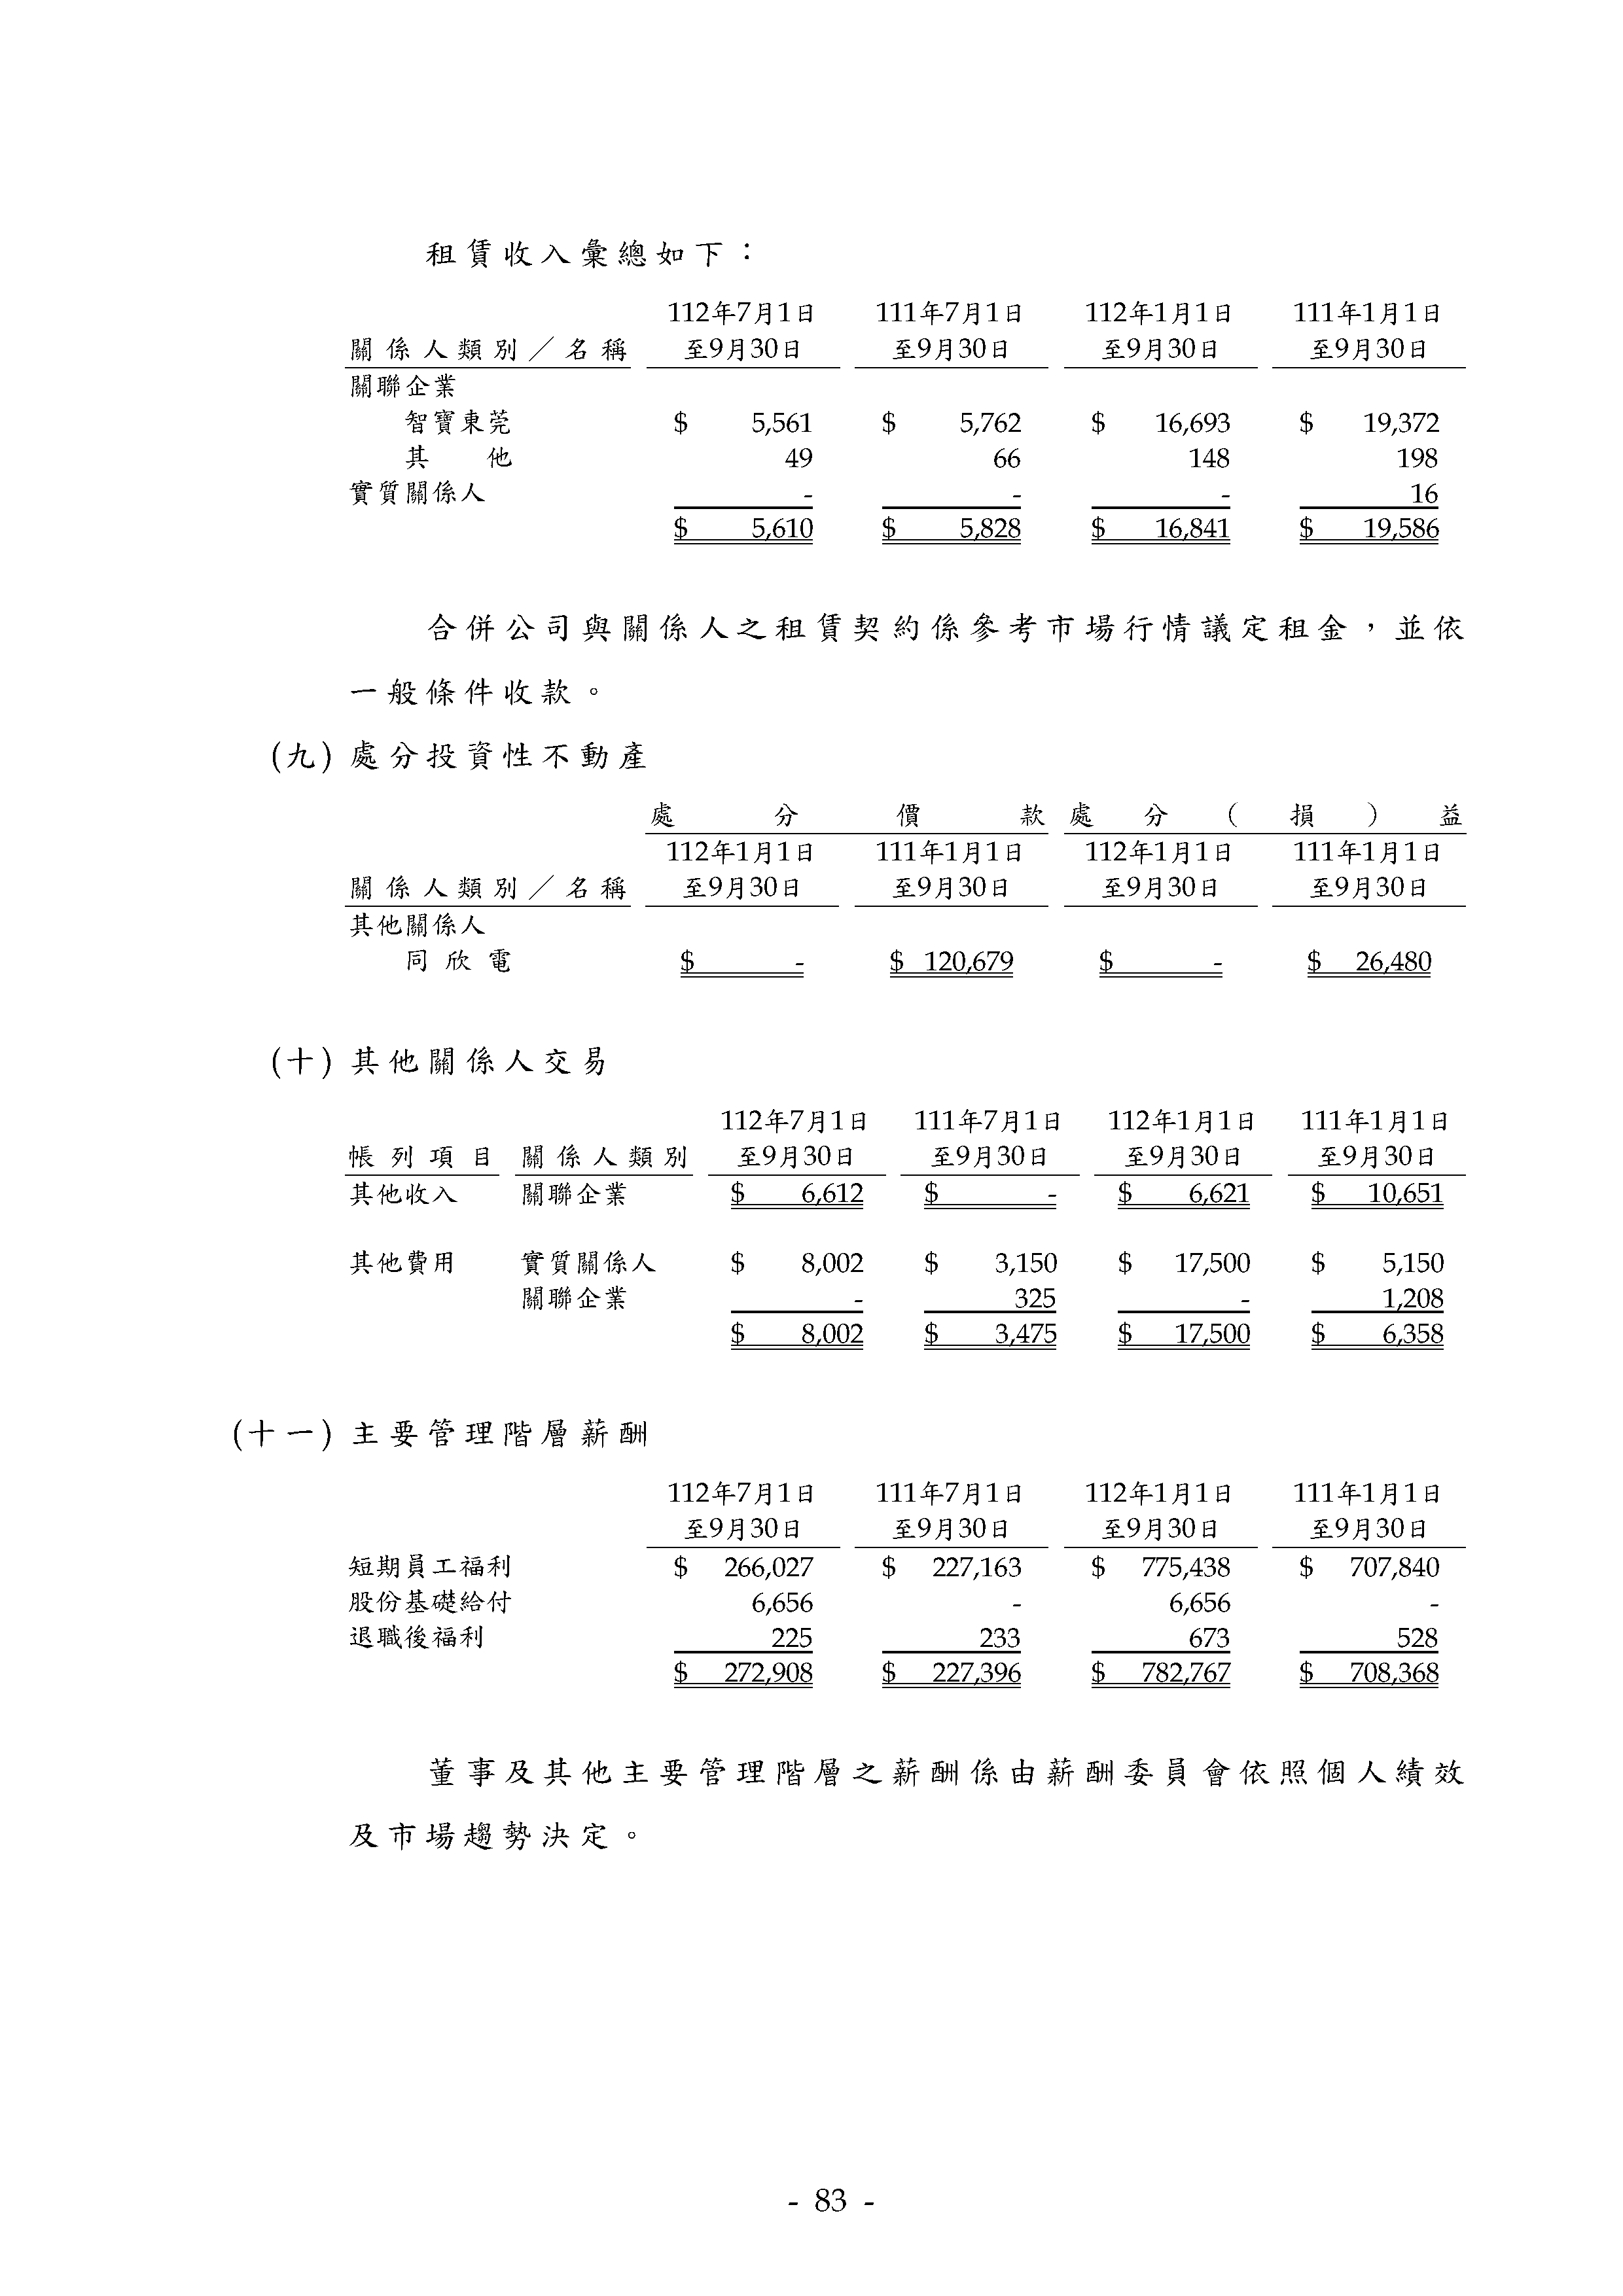 租賃收入彙總如下：
112年7月1日 111年7月1日 112年1月1日 111年1月1日
關係人類別／名稱 至9月30日 至9月30日 至9月30日 至9月30日
關聯企業
智寶東莞 $ 5,561 $ 5,762 $ 16,693 $ 19,372
其他 49 66 148 198
實質關係人 - - - 16
$ 5,610 $ 5,828 $ 16,841 $ 19,586
合併公司與關係人之租賃契約係參考市場行情議定租金，並依
一般條件收款。
(九) 處分投資性不動產
處分價款 處分（損）益
112年1月1日 111年1月1日 112年1月1日 111年1月1日
關係人類別／名稱 至9月30日 至9月30日 至9月30日 至9月30日
其他關係人
同欣電 $ - $ 120,679 $ - $ 26,480
(十) 其他關係人交易
112年7月1日 111年7月1日 112年1月1日 111年1月1日
帳列項目 關係人類別 至9月30日 至9月30日 至9月30日 至9月30日
其他收入 關聯企業 $ 6,612 $ - $ 6,621 $ 10,651
其他費用 實質關係人 $ 8,002 $ 3,150 $ 17,500 $ 5,150
關聯企業 - 325 - 1,208
$ 8,002 $ 3,475 $ 17,500 $ 6,358
(十一) 主要管理階層薪酬
112年7月1日 111年7月1日 112年1月1日 111年1月1日
至9月30日 至9月30日 至9月30日 至9月30日
短期員工福利 $ 266,027 $ 227,163 $ 775,438 $ 707,840
股份基礎給付 6,656 - 6,656 -
退職後福利 225 233 673 528
$ 272,908 $ 227,396 $ 782,767 $ 708,368
董事及其他主要管理階層之薪酬係由薪酬委員會依照個人績效
及市場趨勢決定。
- 83 -